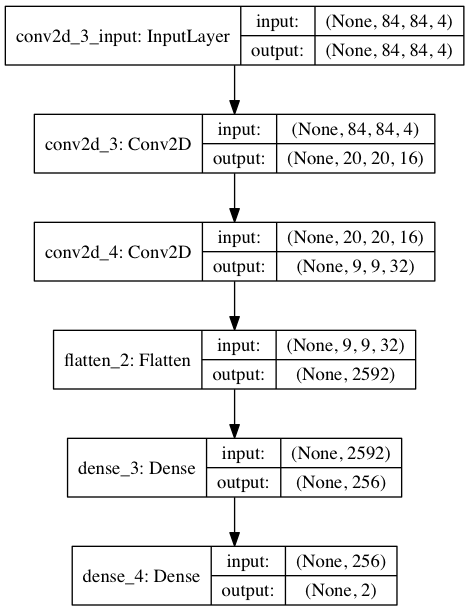 conv2d_3_input: InputLayer
input: (None, 84, 84, 4)
output: (None, 84, 84, 4)
conv2d_3: Conv2D
input: (None, 84, 84, 4)
output: (None, 20, 20, 16)
conv2d_4: Conv2D
input: (None, 20, 20, 16)
output: (None, 9, 9, 32)
flatten_2: Flatten
input: (None, 9, 9, 32)
output: (None, 2592)
dense_3: Dense
input: (None, 2592)
output: (None, 256)
dense_4: Dense
input: (None, 256)
output: (None, 2)